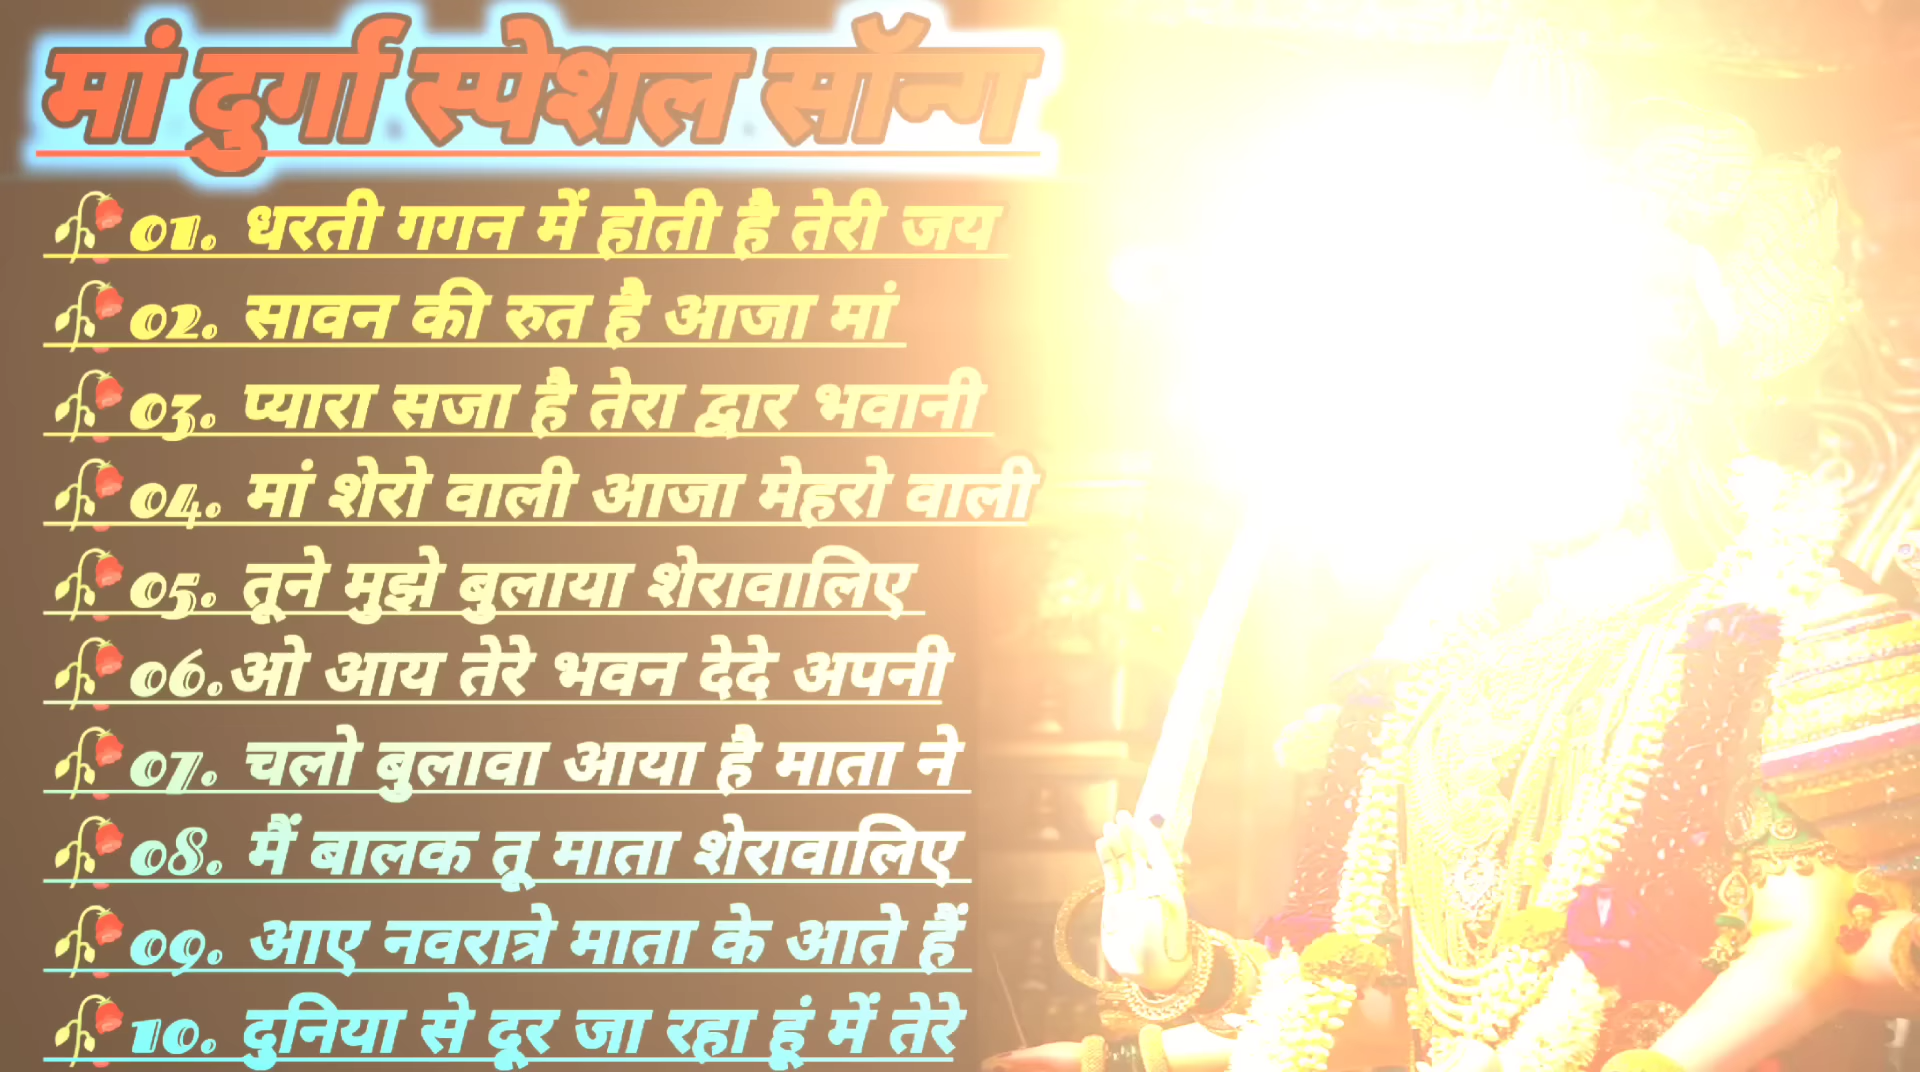 मां दुर्गा स्पेशल सॉन्ग
01. धरती गगन में होती है तेरी जय
02. सावन की रुत है आजा मां
03. प्यारा सजा है तेरा द्वार भवानी
04. मां शेरो वाली आजा मेहरो वाली
05. तूने मुझे बुलाया शेरावालिए
06.ओ आय तेरे भवन देदे अपनी
07. चलो बुलावा आया है माता ने
08. मैं बालक तू माता शेरावालिए
09. आए नवरात्रे माता के आते हैं
10. दुनिया से दूर जा रहा हूं में तेरे